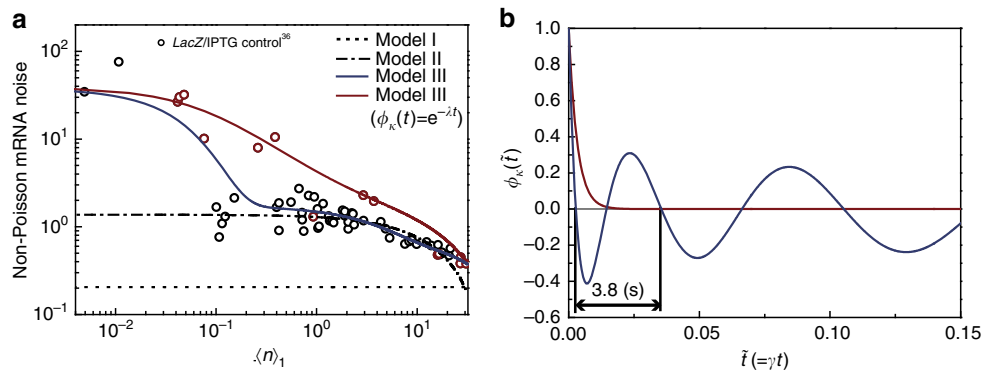 a
Non-Poisson mRNA noise
10²
10¹
10⁰
10⁻¹
LacZ/IPTG control³⁶
Model I
Model II
Model III
Model III
(ϕκ(t)=e⁻λt)
10⁻² 10⁻¹ 10⁰ 10¹
⟨n⟩₁
b
ϕκ(t̃)
1.0
0.8
0.6
0.4
0.2
0.0
−0.2
−0.4
−0.6
3.8 (s)
0.00 0.05 0.10 0.15
t̃ (=γt)